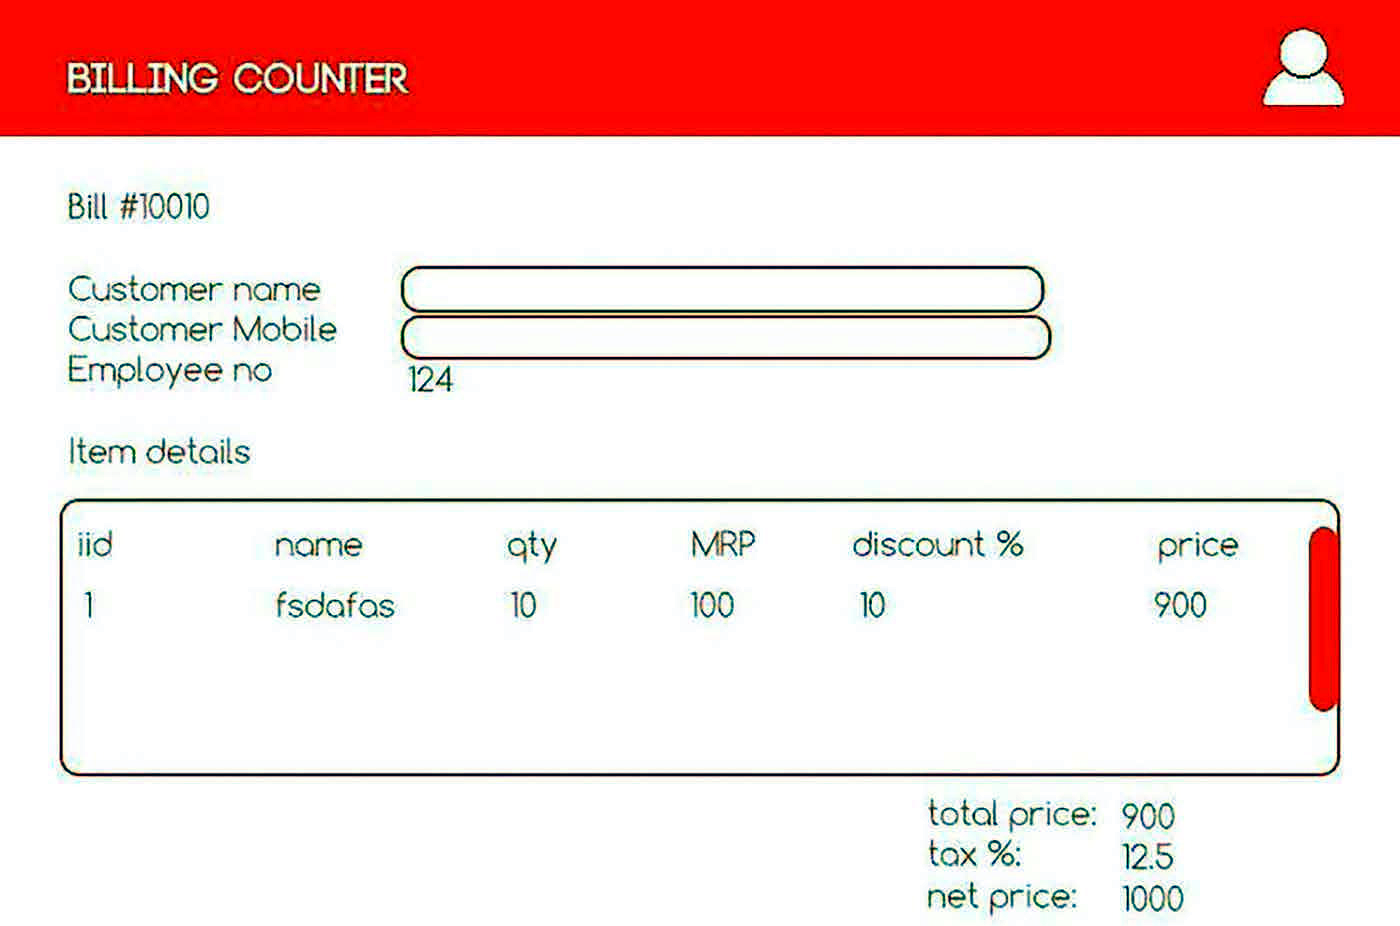 BILLING COUNTER
Bill #10010
Customer name
Customer Mobile
Employee no 124
Item details
iid name qty MRP discount % price
1 fsdafas 10 100 10 900
total price: 900
tax %: 12.5
net price: 1000